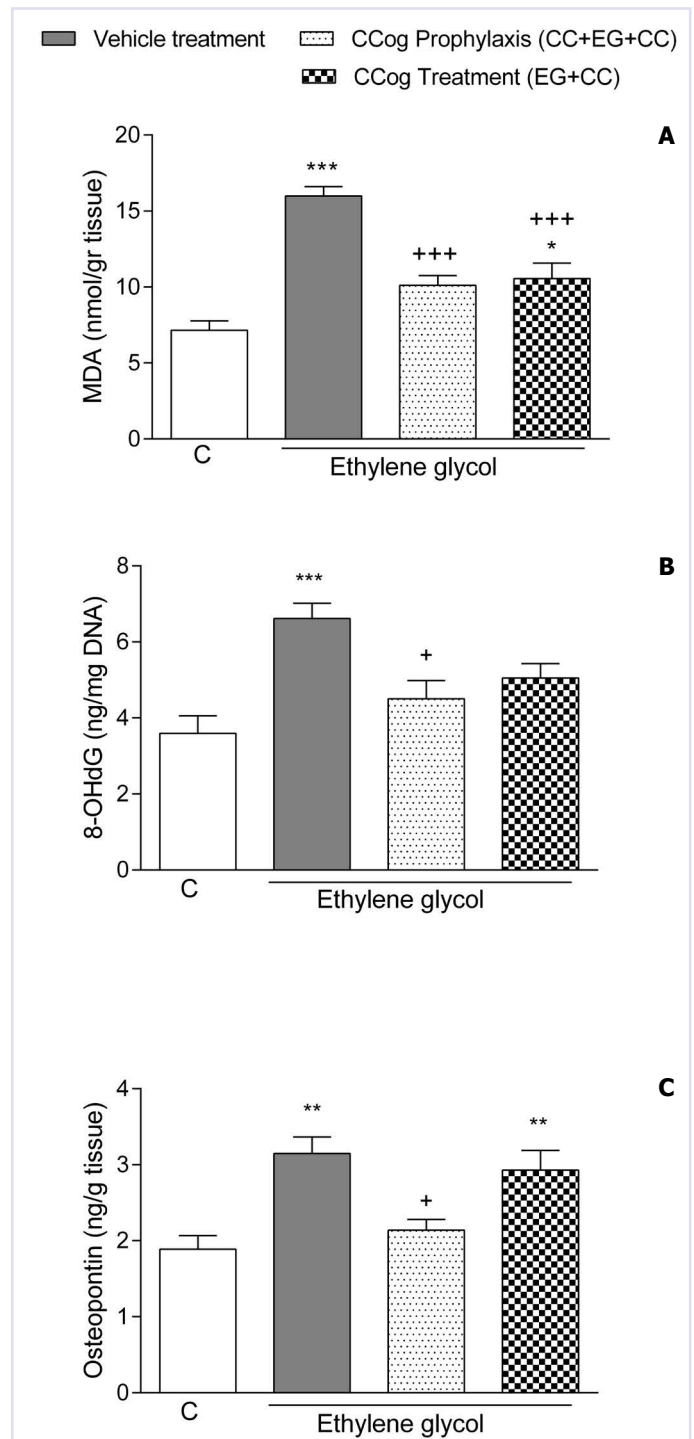 Vehicle treatment
CCog Prophylaxis (CC+EG+CC)
CCog Treatment (EG+CC)
A
MDA (nmol/gr tissue)
20
15
10
5
0
***
+++
+++
*
C
Ethylene glycol
B
8-OHdG (ng/mg DNA)
8
6
4
2
0
***
+
C
Ethylene glycol
C
Osteopontin (ng/g tissue)
4
3
2
1
0
**
+
**
C
Ethylene glycol